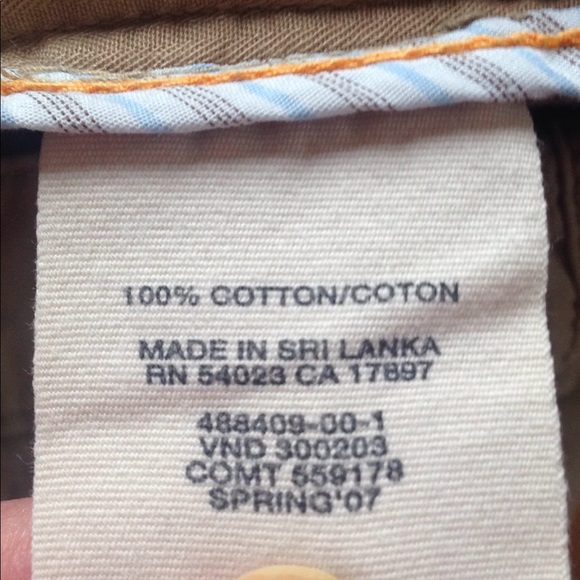 100% COTTON/COTON
MADE IN SRI LANKA
RN 54023 CA 17897
488409-00-1
VND 300203
COMT 559178
SPRING'07